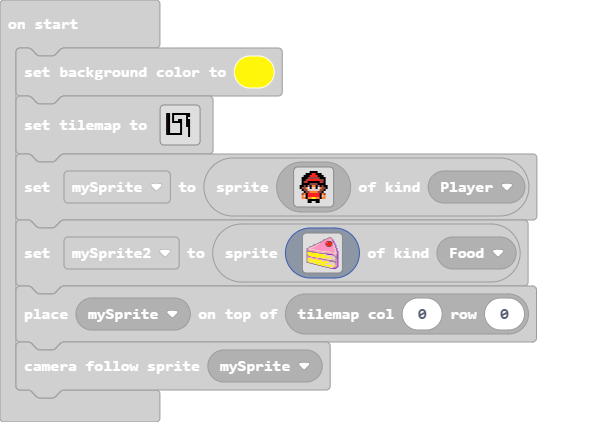 on start
set background color to
set tilemap to
set mySprite to sprite of kind Player
set mySprite2 to sprite of kind Food
place mySprite on top of tilemap col 0 row 0
camera follow sprite mySprite